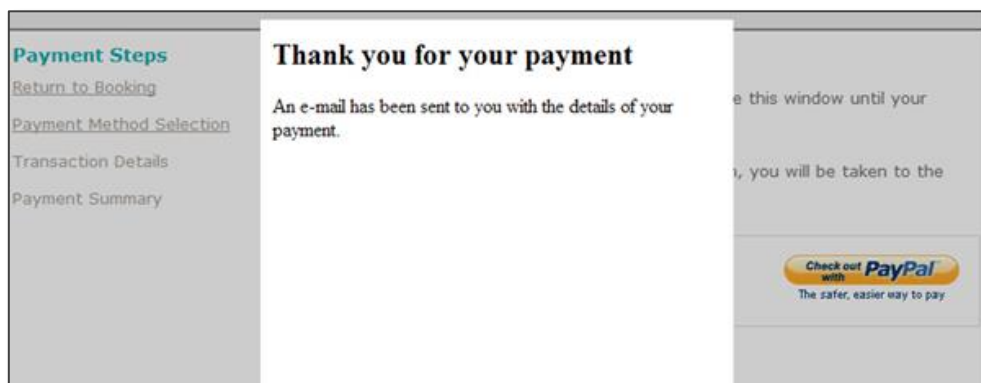 Payment Steps
Return to Booking
Payment Method Selection
Transaction Details
Payment Summary
Thank you for your payment
An e-mail has been sent to you with the details of your
payment.
e this window until your
, you will be taken to the
Check out
with
PayPal
The safer, easier way to pay